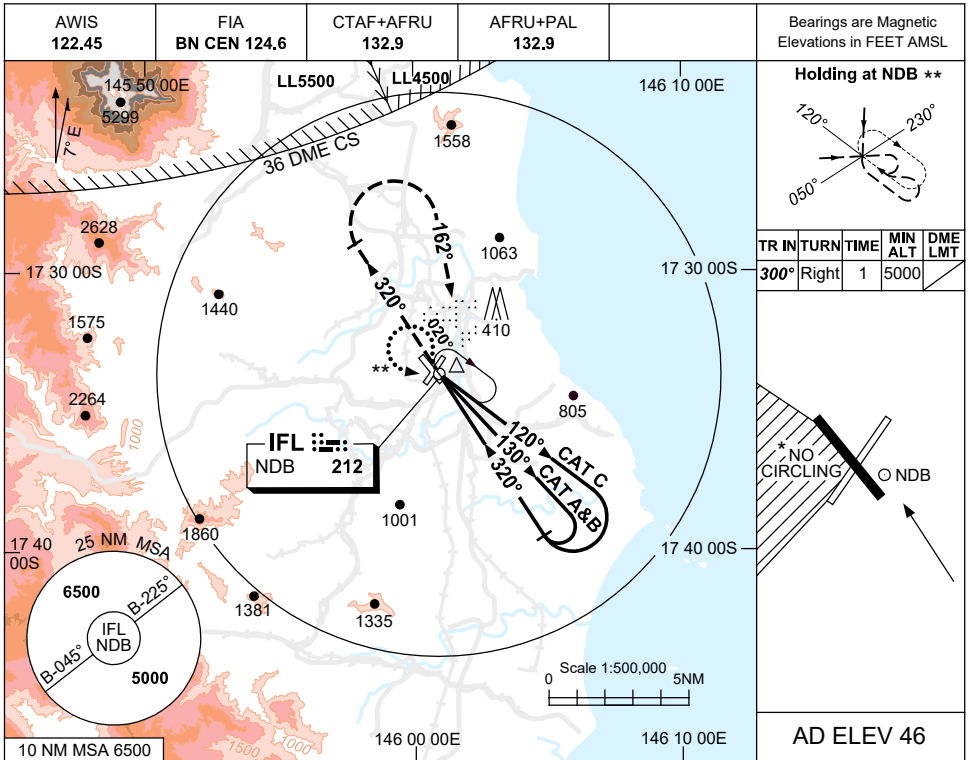 AWIS
122.45
FIA
BN CEN 124.6
CTAF+AFRU
132.9
AFRU+PAL
132.9
Bearings are Magnetic
Elevations in FEET AMSL
145 50 00E
5299
7° E
LL5500
LL4500
146 10 00E
36 DME CS
1558
Holding at NDB **
120°
230°
050°
TR IN
TURN
TIME
MIN
ALT
DME
LMT
300°
Right
1
5000
2628
17 30 00S
162°
1063
17 30 00S
320°
1440
1575
020°
410
**
2264
805
1000
IFL
NDB 212
120° CAT C
130° CAT A&B
320°
1001
*NO
CIRCLING
NDB
1860
17 40
00S
17 40 00S
25 NM MSA
6500
B-225°
IFL
NDB
B-045°
5000
1381
1335
Scale 1:500,000
0 5NM
1500
1000
10 NM MSA 6500
146 00 00E
146 10 00E
AD ELEV 46